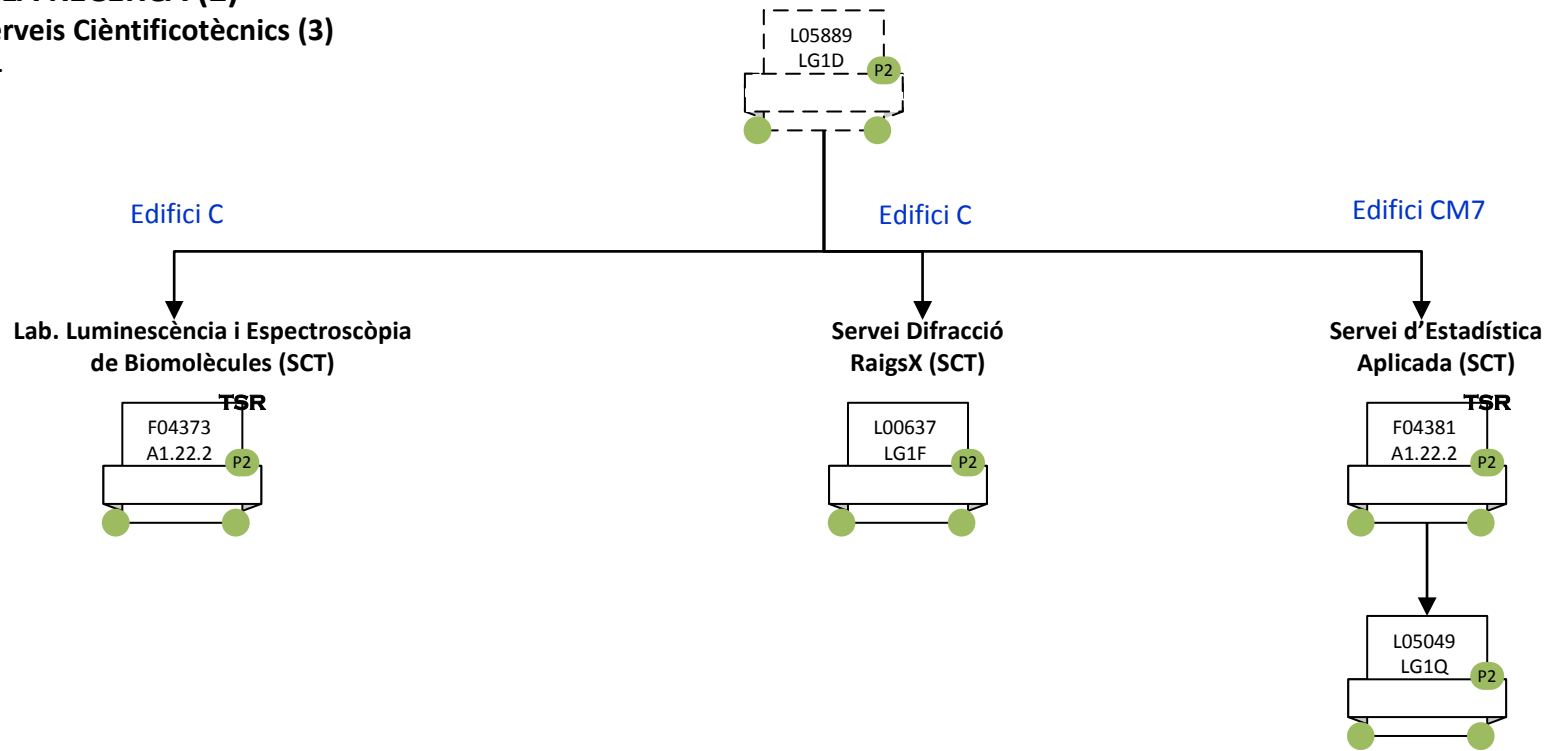 erveis Cièntificotècnics (3)
L05889
LG1D
P2
Edifici C
Edifici C
Edifici CM7
Lab. Luminescència i Espectroscòpia
de Biomolècules (SCT)
Servei Difracció
RaigsX (SCT)
Servei d’Estadística
Aplicada (SCT)
TSR
F04373
A1.22.2
P2
L00637
LG1F
P2
TSR
F04381
A1.22.2
P2
L05049
LG1Q
P2